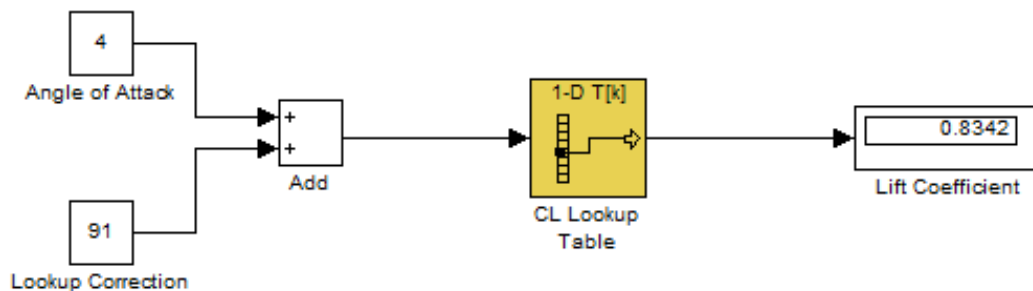 4
Angle of Attack
+
+
Add
91
Lookup Correction
1-D T[k]
CL Lookup
Table
0.8342
Lift Coefficient